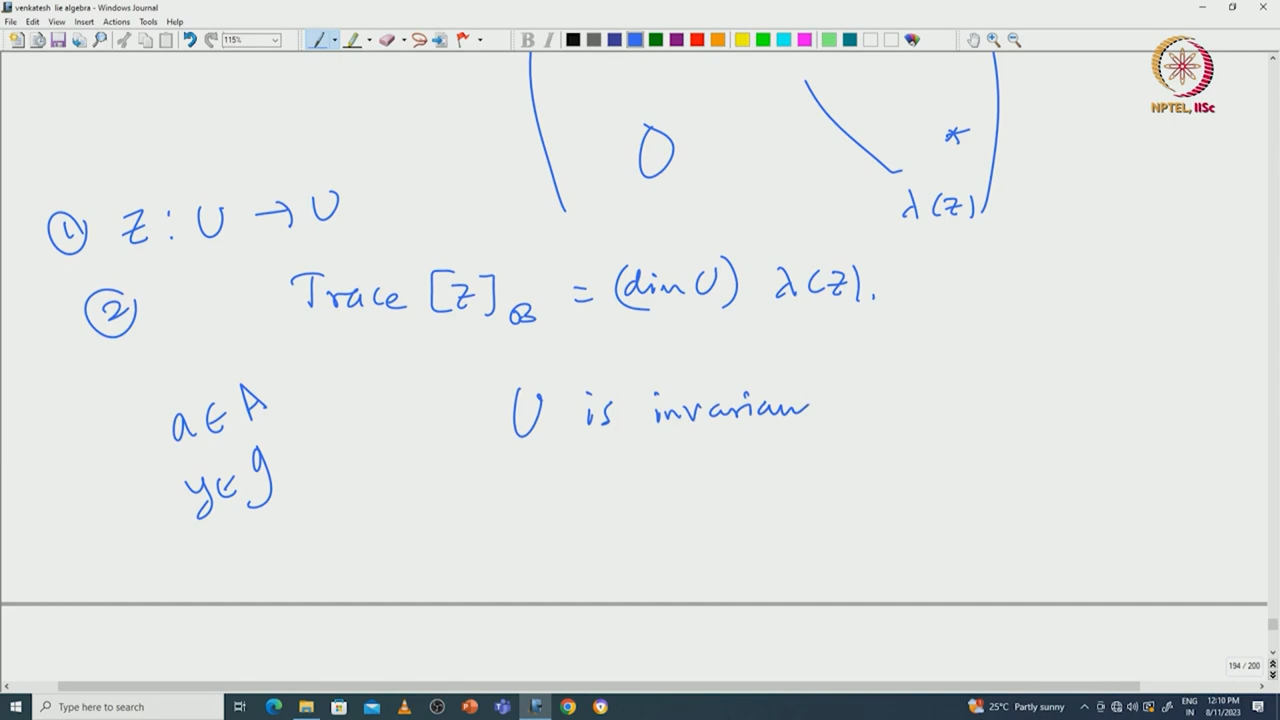 venkatesh lie algebra - Windows Journal
File Edit View Insert Actions Tools Help
115%
B I
NPTEL, IISc
0 *
λ(z)
① z : U → U
② Trace [z]_B = (dim U) λ(z).
a ∈ A U is invarian
y ∈ g
194 / 200
Type here to search
25°C Partly sunny
ENG
IN
12:10 PM
8/11/2023